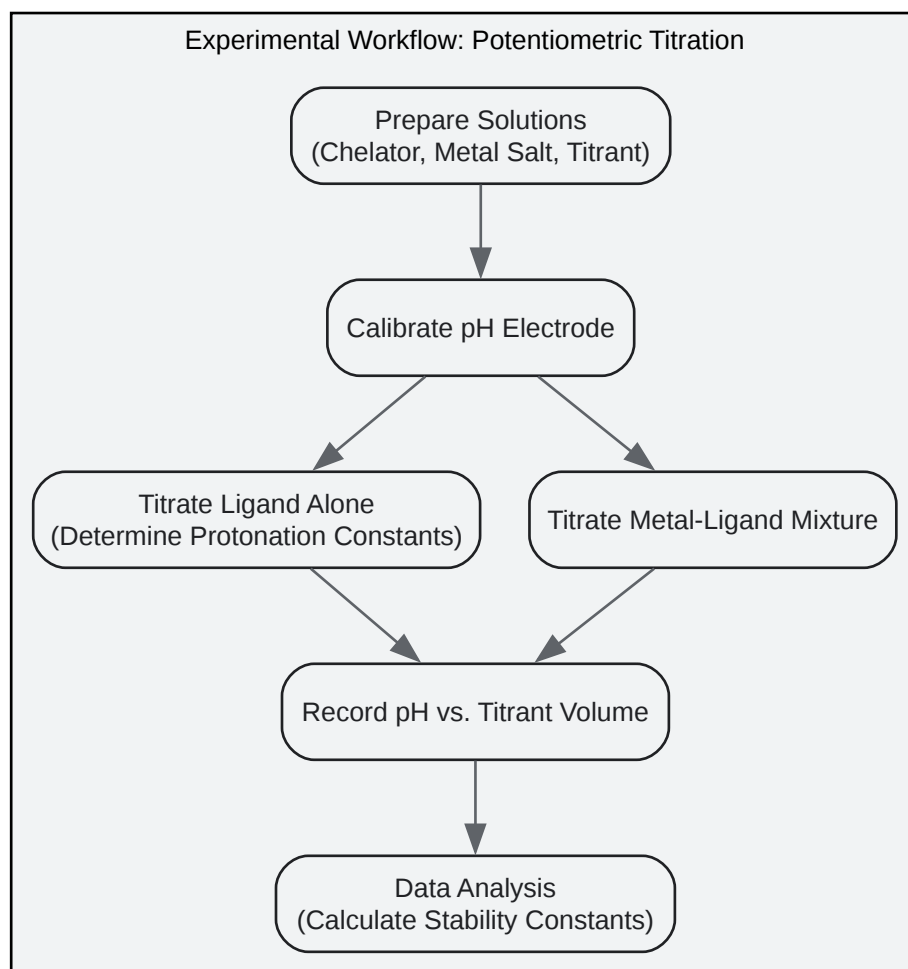 Experimental Workflow: Potentiometric Titration
Prepare Solutions
(Chelator, Metal Salt, Titrant)
Calibrate pH Electrode
Titrate Ligand Alone
(Determine Protonation Constants)
Titrate Metal-Ligand Mixture
Record pH vs. Titrant Volume
Data Analysis
(Calculate Stability Constants)